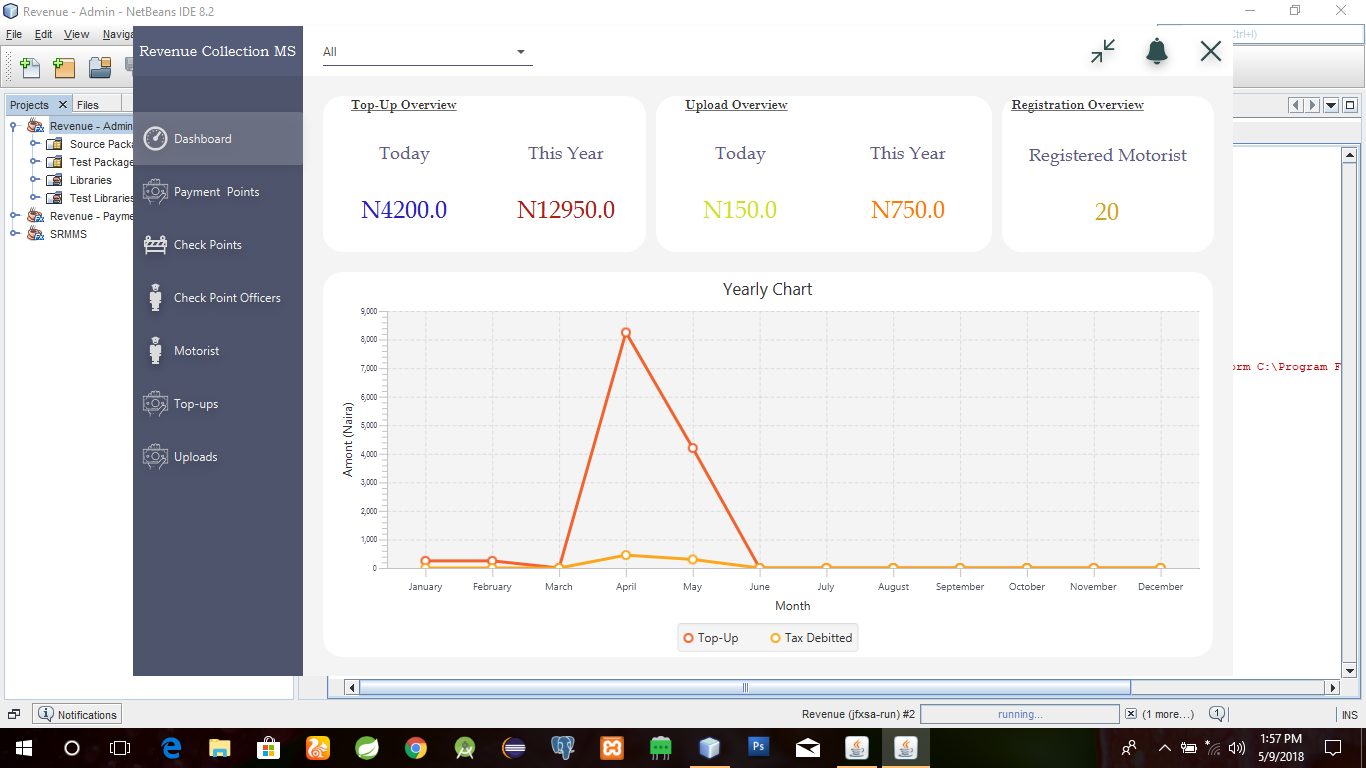 Revenue - Admin - NetBeans IDE 8.2
File Edit View
Ctrl+I)
Projects Files
Revenue - Admin
Test Package
Libraries
Test Libraries
SRMMS
Revenue Collection MS
Dashboard
Payment Points
Check Points
Check Point Officers
Motorist
Top-ups
Uploads
All
Top-Up Overview
Today This Year
N4200.0 N12950.0
Upload Overview
Today This Year
N150.0 N750.0
Registration Overview
Registered Motorist
20
Yearly Chart
9,000
8,000
7,000
6,000
5,000
4,000
3,000
2,000
1,000
0
Amont (Naira)
January February March April May June July August September October November December
Month
Top-Up Tax Debitted
orm C:\Program F
Notifications
Revenue (jfxsa-run) #2 running... (1 more...) 1 INS
Ps
1:57 PM
5/9/2018